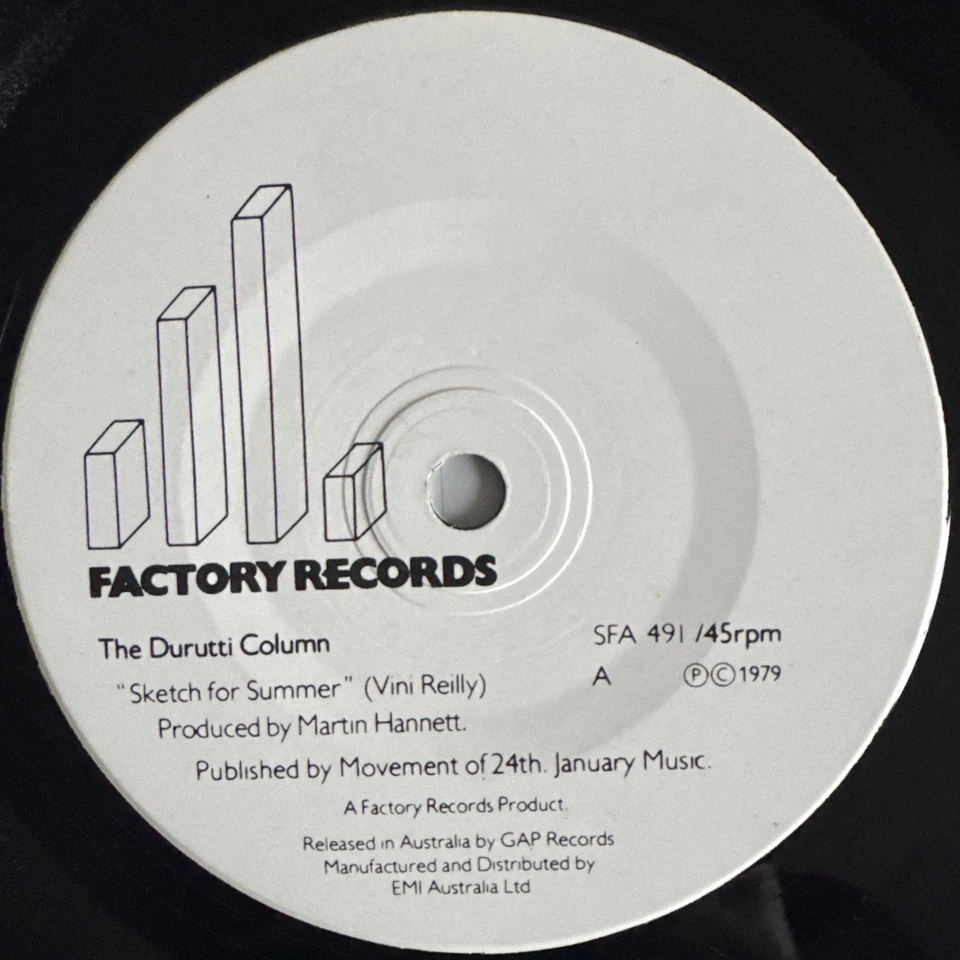 FACTORY RECORDS
The Durutti Column
SFA 491 /45rpm
"Sketch for Summer" (Vini Reilly)
A ℗©1979
Produced by Martin Hannett.
Published by Movement of 24th. January Music.
A Factory Records Product.
Released in Australia by GAP Records
Manufactured and Distributed by
EMI Australia Ltd